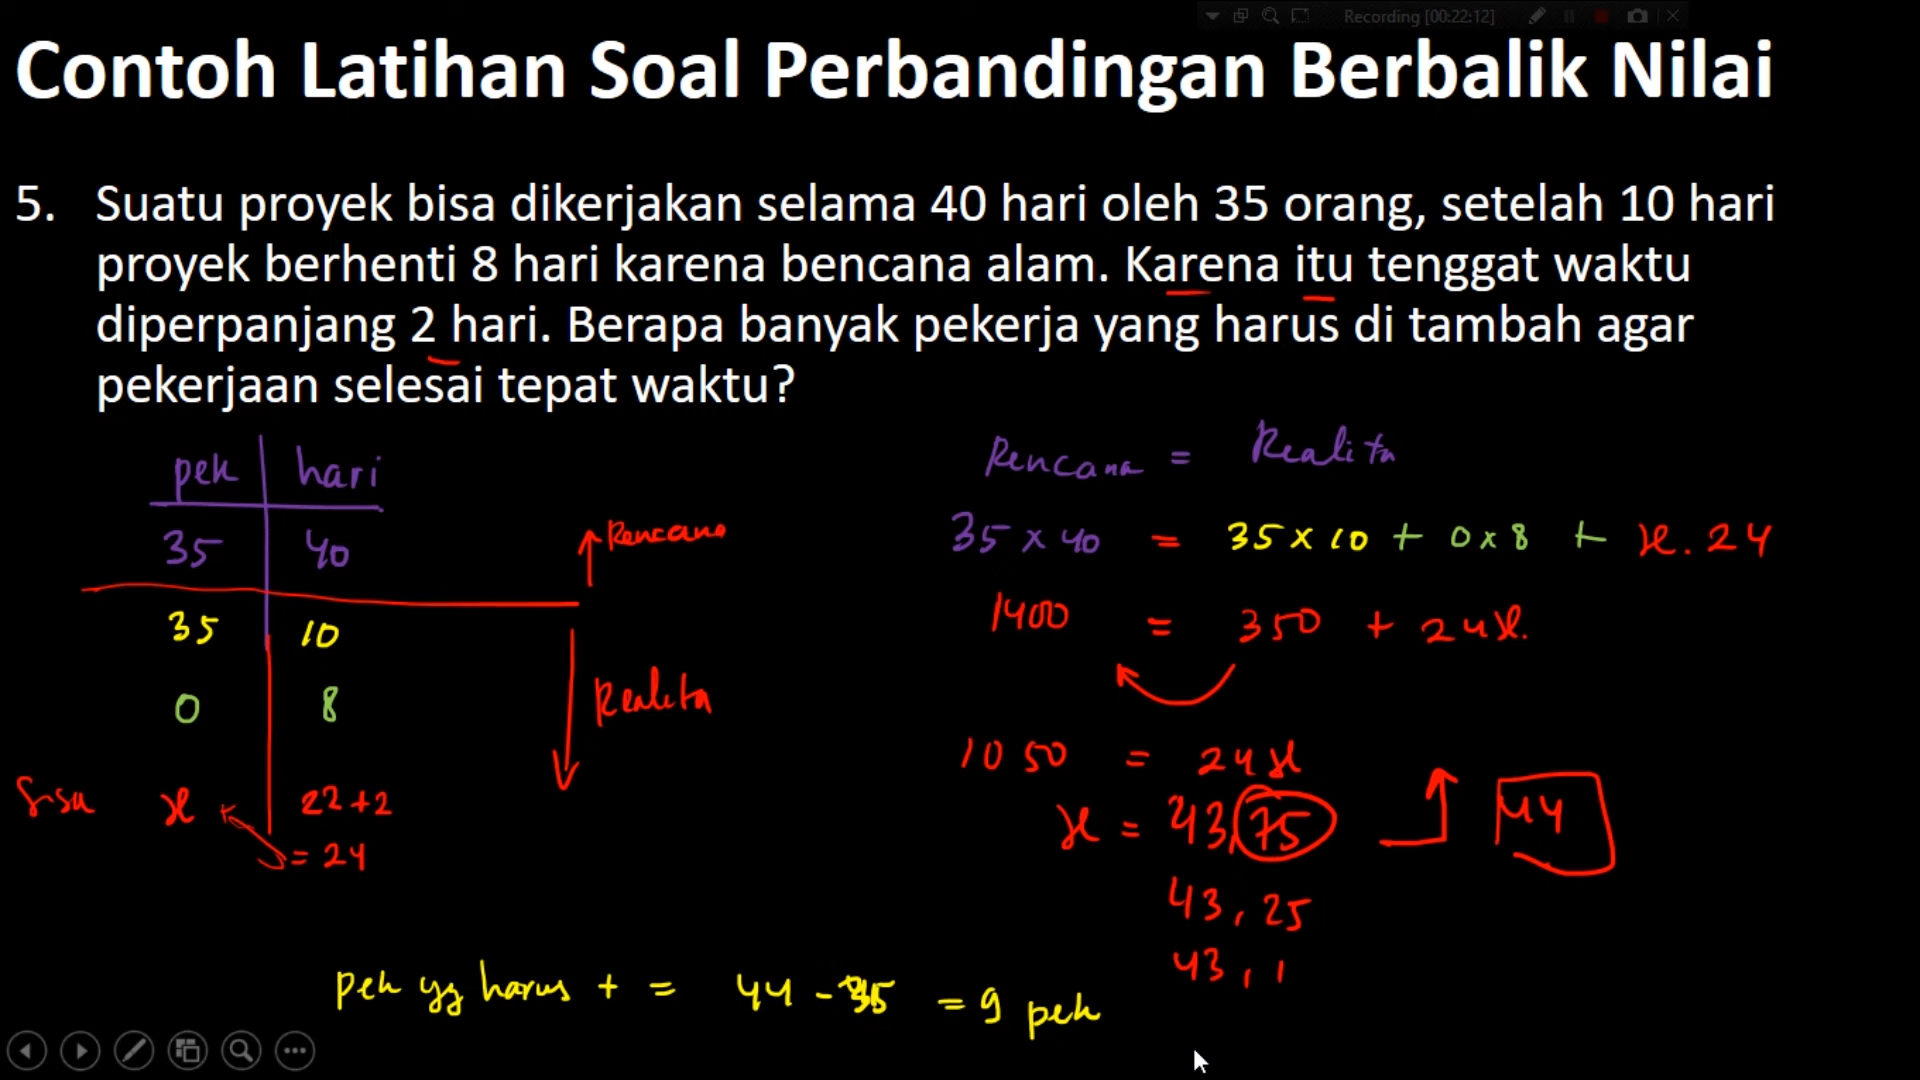 Recording [00:22:12]
Contoh Latihan Soal Perbandingan Berbalik Nilai
5. Suatu proyek bisa dikerjakan selama 40 hari oleh 35 orang, setelah 10 hari
proyek berhenti 8 hari karena bencana alam. Karena itu tenggat waktu
diperpanjang 2 hari. Berapa banyak pekerja yang harus di tambah agar
pekerjaan selesai tepat waktu?
pek hari
35 40
Rencana
35 10
0 8
Realita
Sisa x 22+2
= 24
Rencana = Realita
35 x 40 = 35 x 10 + 0 x 8 + x . 24
1400 = 350 + 24x.
1050 = 24x
x = 43,75 44
43, 25
43, 1
pek yg harus + = 44 - 35 = 9 pek